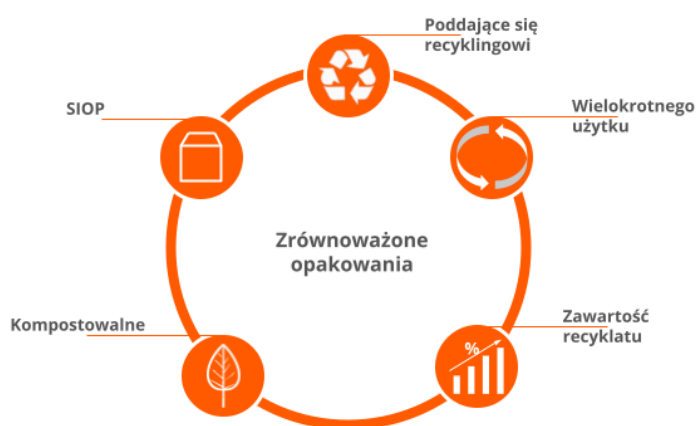 Poddające się
recyklingowi
SIOP
Wielokrotnego
użytku
Zrównoważone
opakowania
Kompostowalne
Zawartość
recyklatu
%